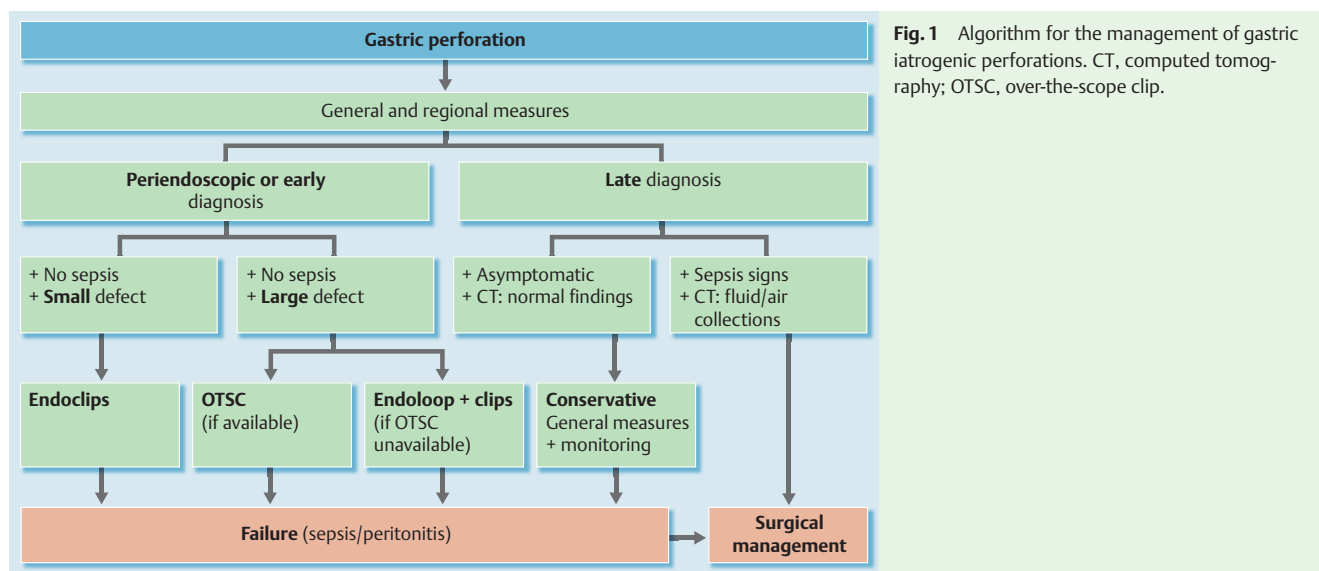 Gastric perforation
General and regional measures
Periendoscopic or early
diagnosis
Late diagnosis
+ No sepsis
+ Small defect
+ No sepsis
+ Large defect
+ Asymptomatic
+ CT: normal findings
+ Sepsis signs
+ CT: fluid/air
collections
Endoclips
OTSC
(if available)
Endoloop + clips
(if OTSC
unavailable)
Conservative
General measures
+ monitoring
Failure (sepsis/peritonitis)
Surgical
management
Fig. 1 Algorithm for the management of gastric
iatrogenic perforations. CT, computed tomog-
raphy; OTSC, over-the-scope clip.